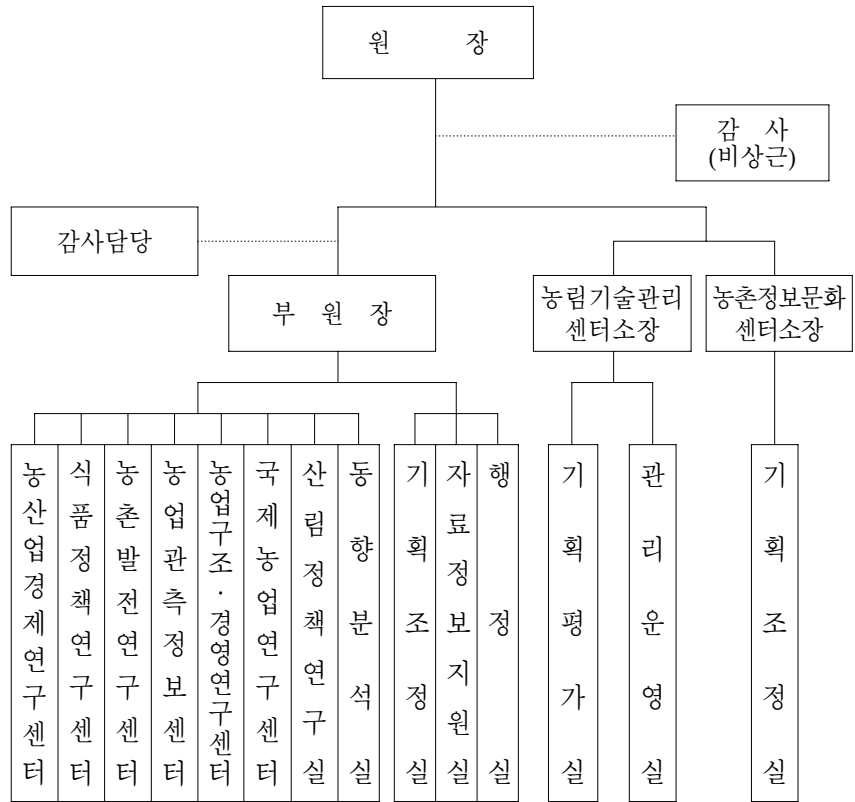 원 장
감 사
(비상근)
감사담당
부 원 장
농림기술관리
센터소장
농촌정보문화
센터소장
농산업경제연구센터
식품정책연구센터
농촌발전연구센터
농업관측정보센터
농업구조·경영연구센터
국제농업연구센터
산림정책연구실
동향분석실
기획조정실
자료정보지원실
행정실
기획평가실
관리운영실
기획조정실